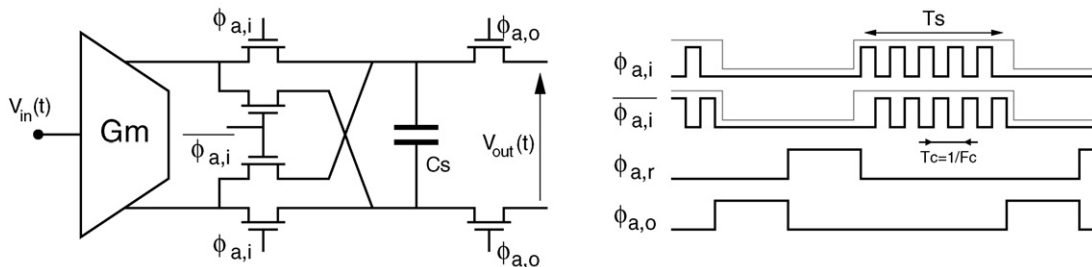 ϕa,i
ϕa,o
Vin(t)
Gm
ϕa,i
Cs
Vout(t)
ϕa,i
ϕa,o
Ts
ϕa,i
ϕa,i
Tc=1/Fc
ϕa,r
ϕa,o